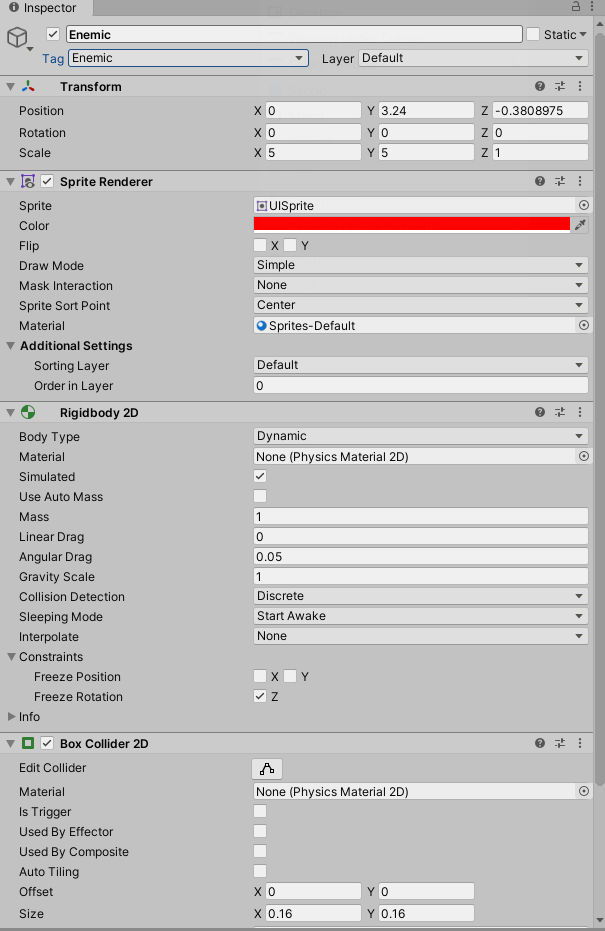 Inspector
Enemic
Static
Tag Enemic Layer Default
Transform
Position X 0 Y 3.24 Z -0.3808975
Rotation X 0 Y 0 Z 0
Scale X 5 Y 5 Z 1
Sprite Renderer
Sprite UISprite
Color
Flip X Y
Draw Mode Simple
Mask Interaction None
Sprite Sort Point Center
Material Sprites-Default
Additional Settings
Sorting Layer Default
Order in Layer 0
Rigidbody 2D
Body Type Dynamic
Material None (Physics Material 2D)
Simulated
Use Auto Mass
Mass 1
Linear Drag 0
Angular Drag 0.05
Gravity Scale 1
Collision Detection Discrete
Sleeping Mode Start Awake
Interpolate None
Constraints
Freeze Position X Y
Freeze Rotation Z
Info
Box Collider 2D
Edit Collider
Material None (Physics Material 2D)
Is Trigger
Used By Effector
Used By Composite
Auto Tiling
Offset X 0 Y 0
Size X 0.16 Y 0.16